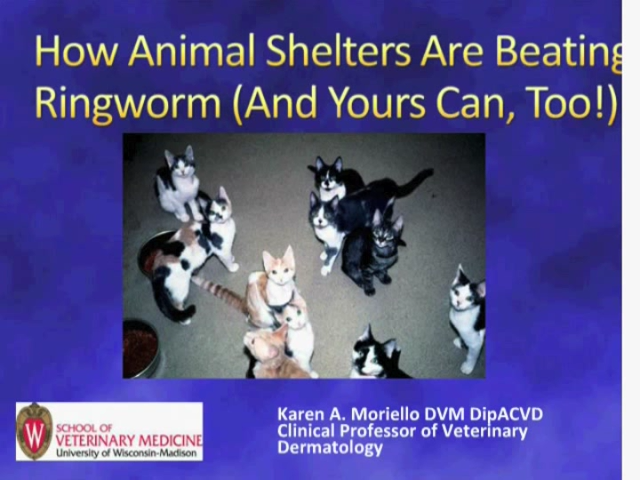 How Animal Shelters Are Beating
Ringworm (And Yours Can, Too!)
Karen A. Moriello DVM DipACVD
Clinical Professor of Veterinary
Dermatology
W
SCHOOL OF
VETERINARY MEDICINE
University of Wisconsin-Madison